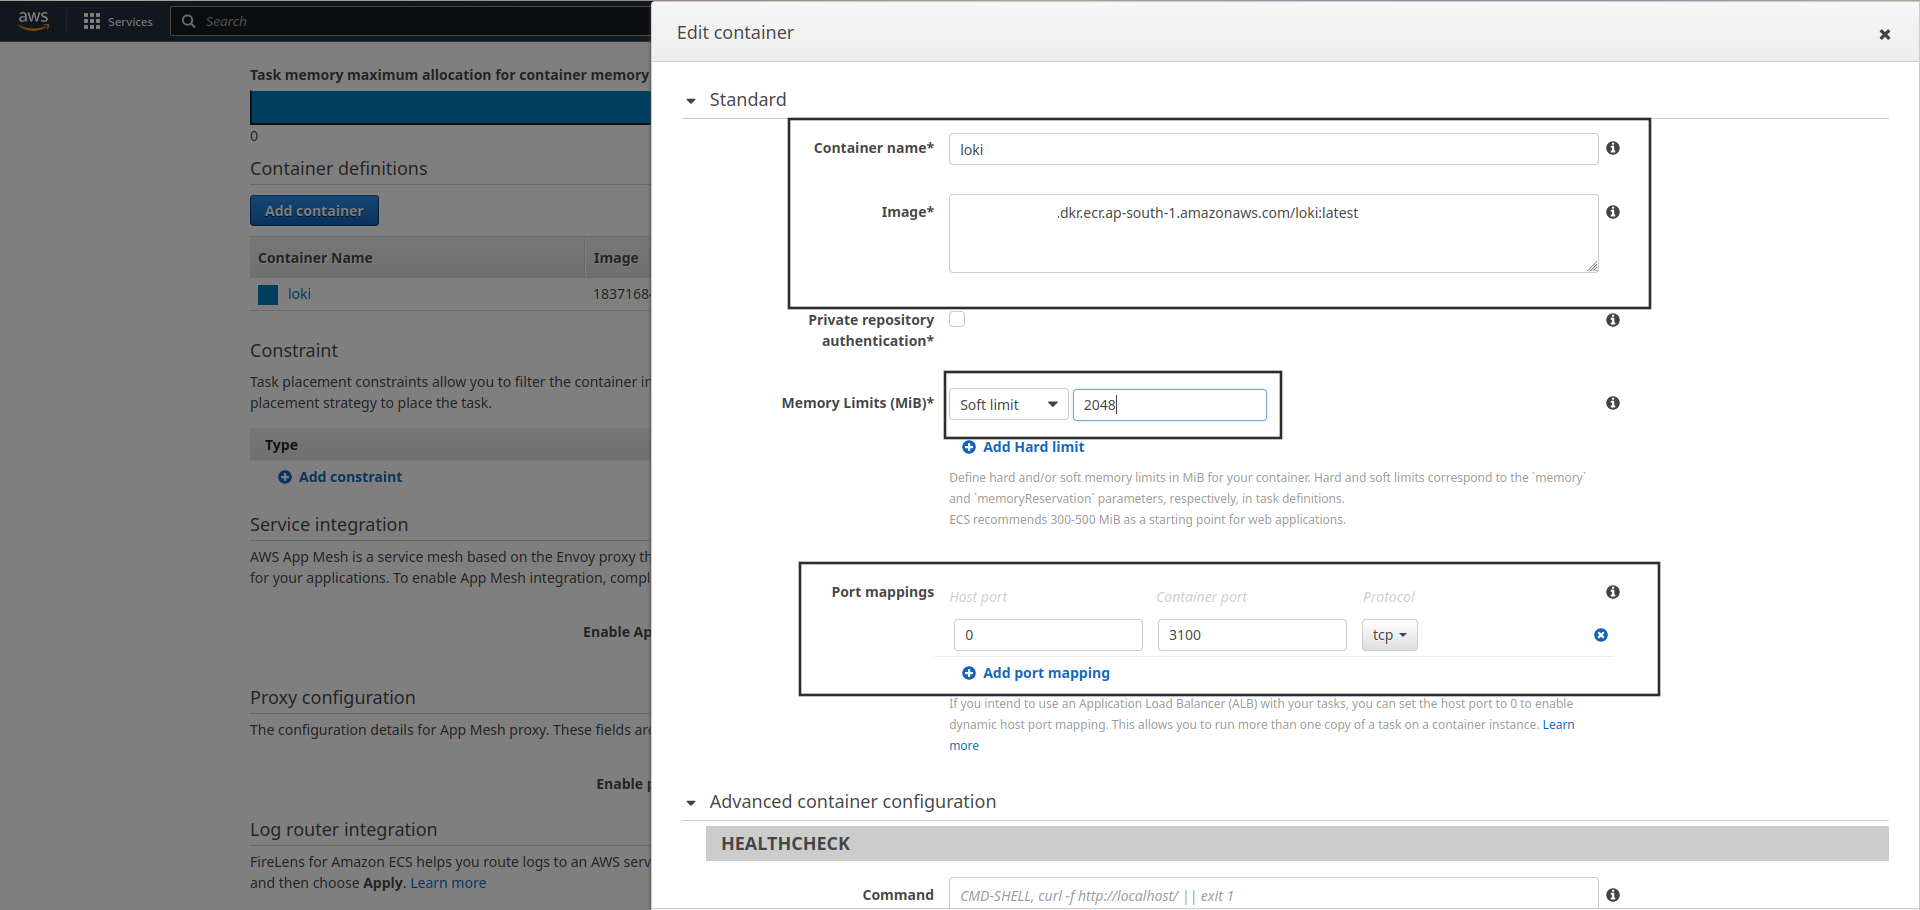 aws
Services
Search
Task memory maximum allocation for container memory
0
Container definitions
Add container
Container Name
Image
loki
1837168
Constraint
Task placement constraints allow you to filter the container in
placement strategy to place the task.
Type
Add constraint
Service integration
AWS App Mesh is a service mesh based on the Envoy proxy th
for your applications. To enable App Mesh integration, compl
Enable Ap
Proxy configuration
The configuration details for App Mesh proxy. These fields are
Enable p
Log router integration
FireLens for Amazon ECS helps you route logs to an AWS serv
and then choose Apply. Learn more
Edit container
Standard
Container name*
loki
Image*
.dkr.ecr.ap-south-1.amazonaws.com/loki:latest
Private repository
authentication*
Memory Limits (MiB)*
Soft limit
2048
Add Hard limit
Define hard and/or soft memory limits in MiB for your container. Hard and soft limits correspond to the `memory`
and `memoryReservation` parameters, respectively, in task definitions.
ECS recommends 300-500 MiB as a starting point for web applications.
Port mappings
Host port
Container port
Protocol
0
3100
tcp
Add port mapping
If you intend to use an Application Load Balancer (ALB) with your tasks, you can set the host port to 0 to enable
dynamic host port mapping. This allows you to run more than one copy of a task on a container instance. Learn
more
Advanced container configuration
HEALTHCHECK
Command
CMD-SHELL, curl -f http://localhost/ || exit 1